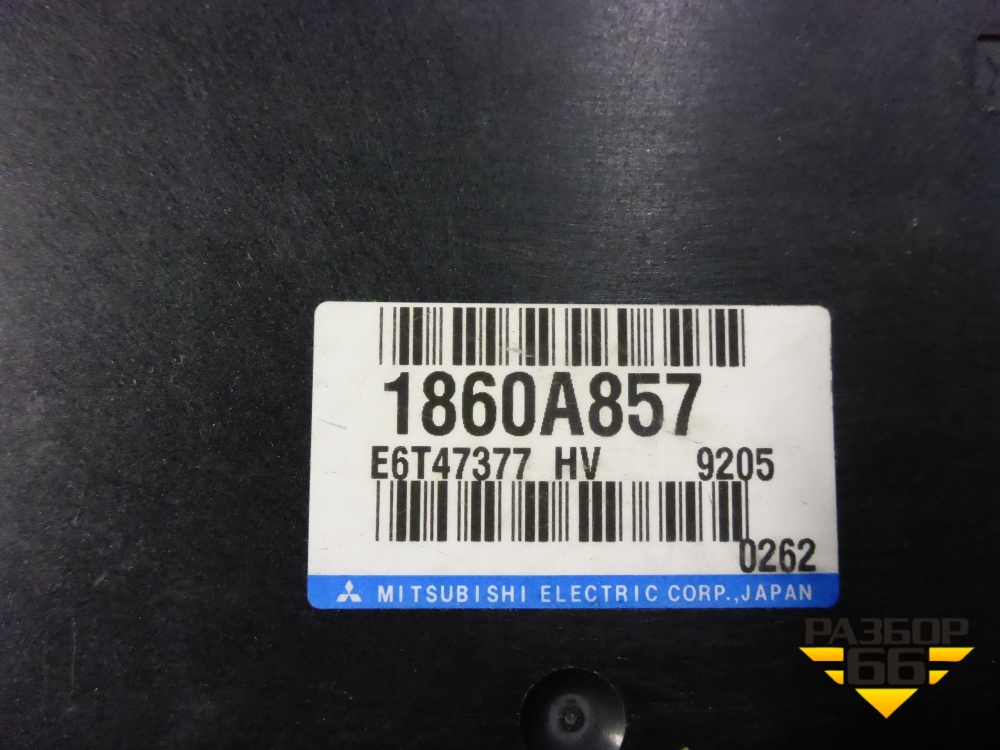 1860A857
E6T47377 HV 9205
0262
MITSUBISHI ELECTRIC CORP.,JAPAN
РАЗБОР
66